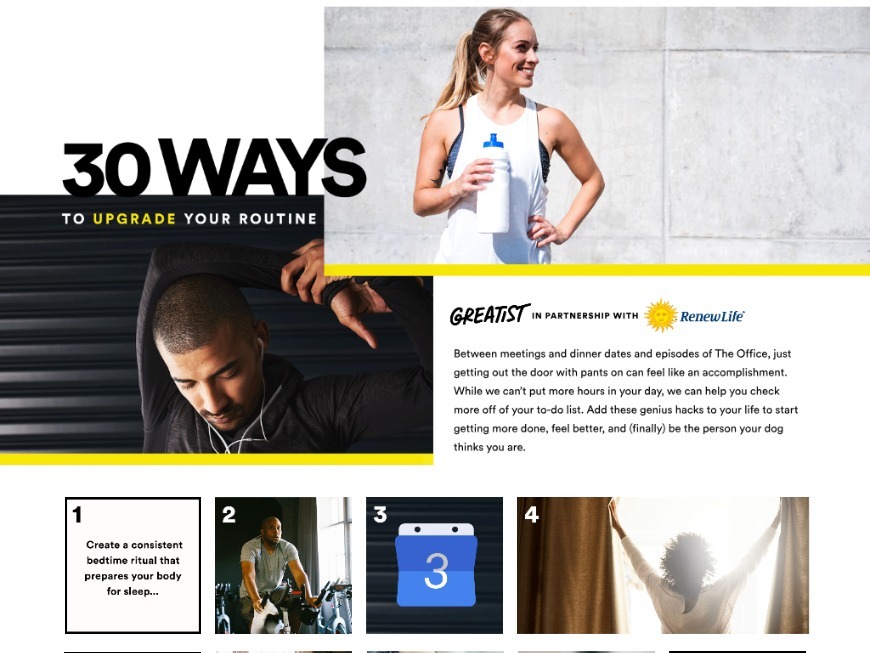 30 WAYS
TO UPGRADE YOUR ROUTINE
GREATIST IN PARTNERSHIP WITH RenewLife
Between meetings and dinner dates and episodes of The Office, just
getting out the door with pants on can feel like an accomplishment.
While we can't put more hours in your day, we can help you check
more off of your to-do list. Add these genius hacks to your life to start
getting more done, feel better, and (finally) be the person your dog
thinks you are.
1
Create a consistent
bedtime ritual that
prepares your body
for sleep...
2
3
3
4